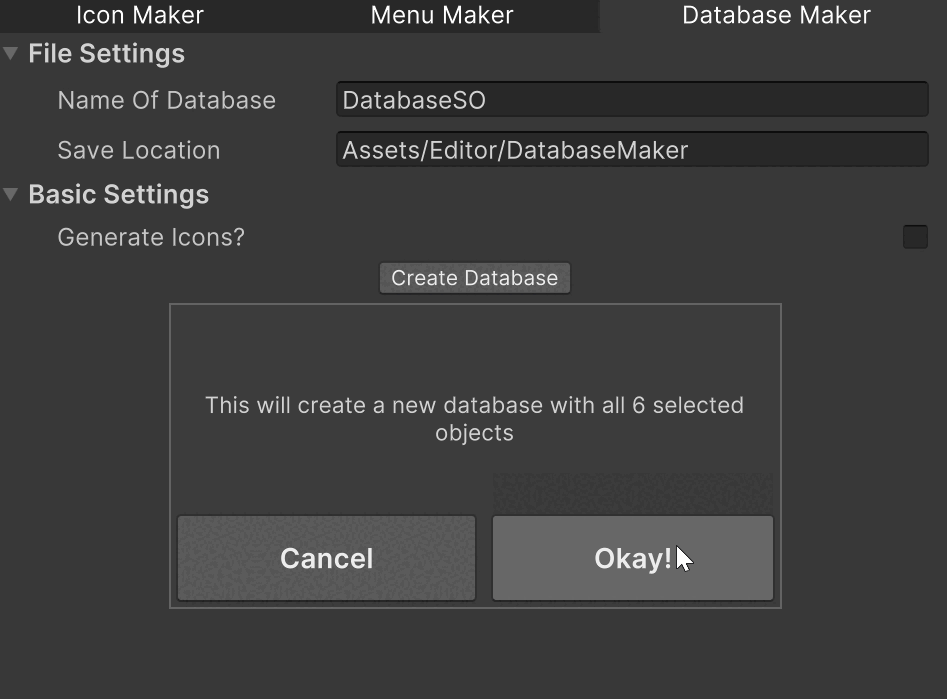 Icon Maker
Menu Maker
Database Maker
File Settings
Name Of Database
DatabaseSO
Save Location
Assets/Editor/DatabaseMaker
Basic Settings
Generate Icons?
Create Database
This will create a new database with all 6 selected
objects
Cancel
Okay!